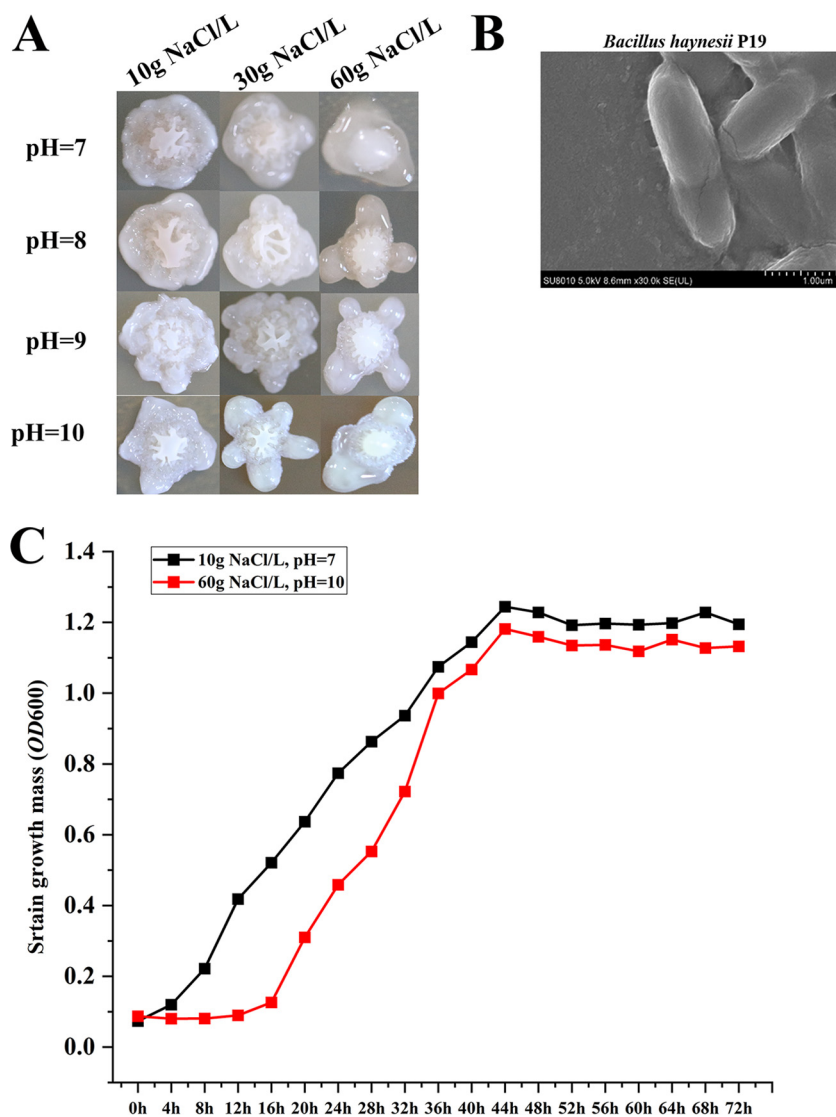 A
10g NaCl/L 30g NaCl/L 60g NaCl/L
pH=7
pH=8
pH=9
pH=10
B
Bacillus haynesii P19
SU8010 5.0kV 8.6mm x30.0k SE(UL) 1.00um
C
10g NaCl/L, pH=7
60g NaCl/L, pH=10
Srtain growth mass (OD600)
1.4
1.2
1.0
0.8
0.6
0.4
0.2
0.0
0h 4h 8h 12h 16h 20h 24h 28h 32h 36h 40h 44h 48h 52h 56h 60h 64h 68h 72h